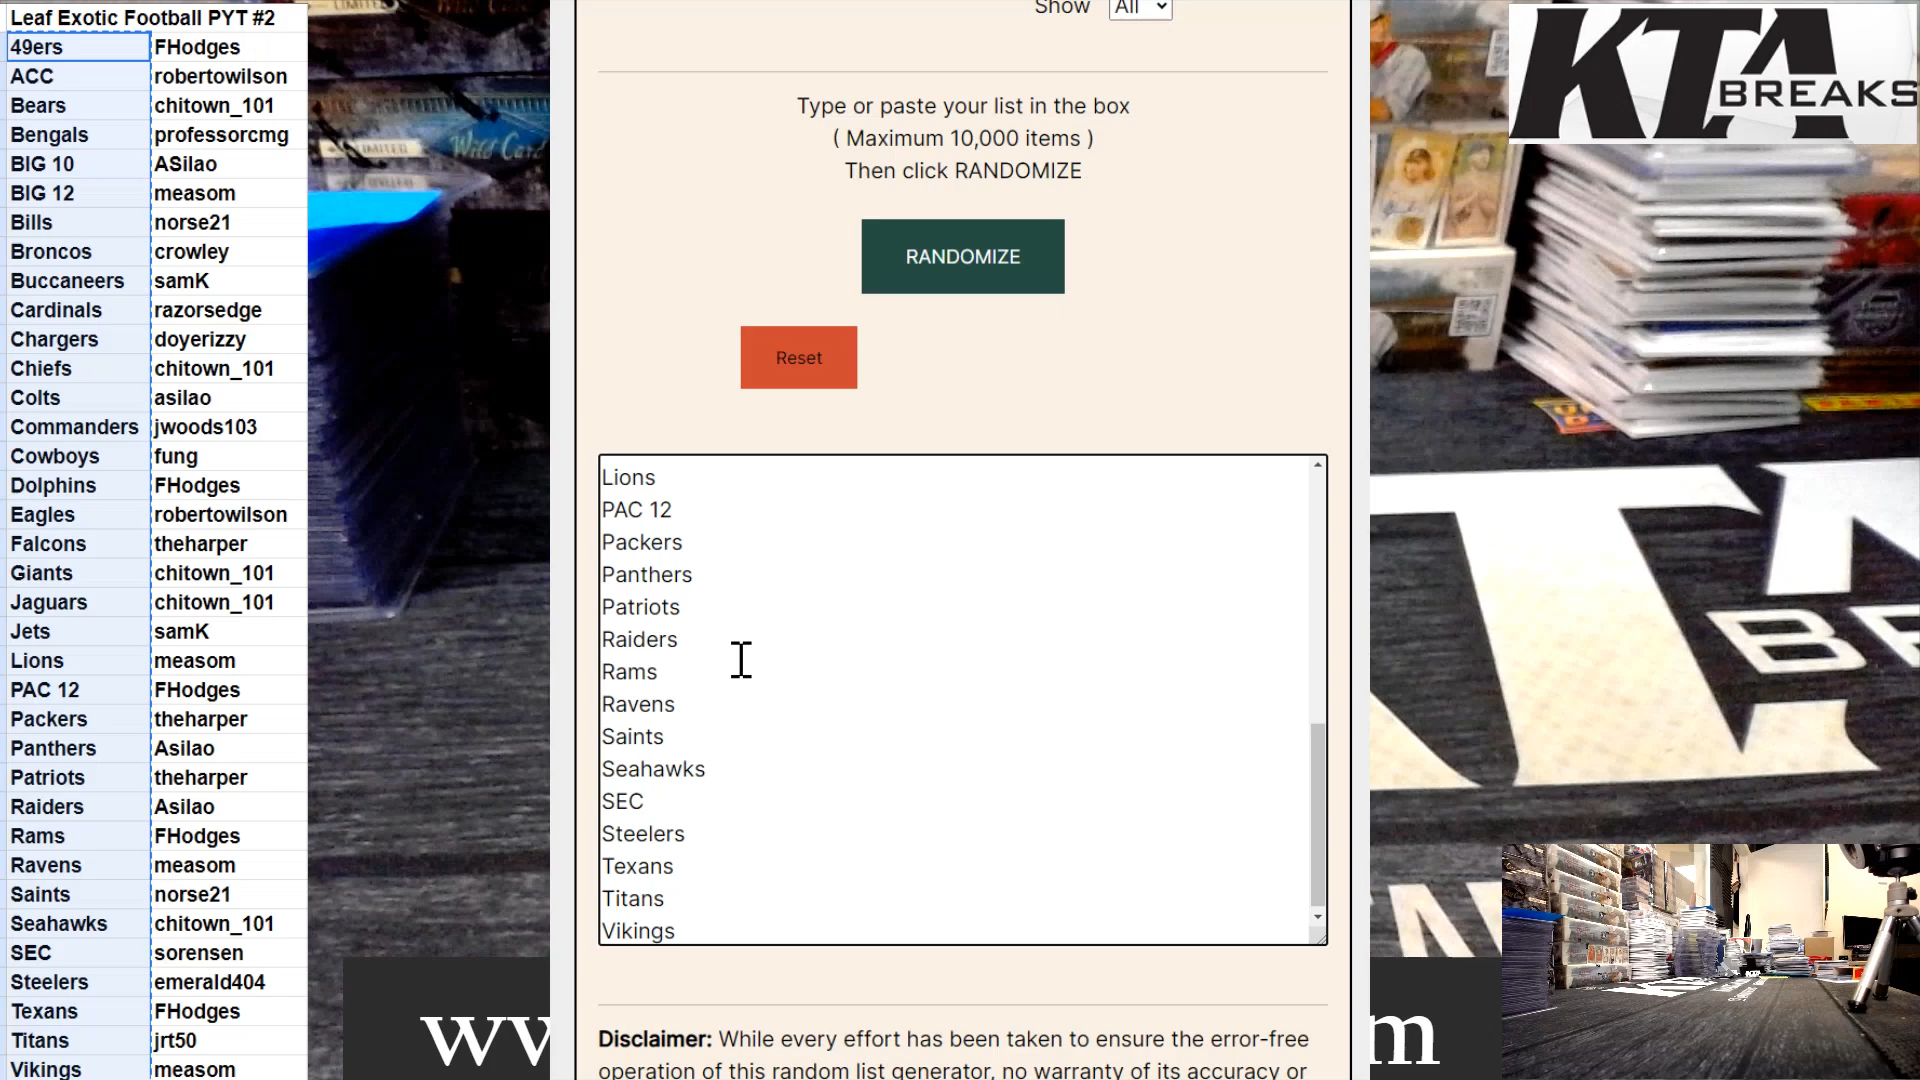 Leaf Exotic Football PYT #2
49ers FHodges
ACC robertowilson
Bears chitown_101
Bengals professorcmg
BIG 10 ASilao
BIG 12 measom
Bills norse21
Broncos crowley
Buccaneers samK
Cardinals razorsedge
Chargers doyerizzy
Chiefs chitown_101
Colts asilao
Commanders jwoods103
Cowboys fung
Dolphins FHodges
Eagles robertowilson
Falcons theharper
Giants chitown_101
Jaguars chitown_101
Jets samK
Lions measom
PAC 12 FHodges
Packers theharper
Panthers Asilao
Patriots theharper
Raiders Asilao
Rams FHodges
Ravens measom
Saints norse21
Seahawks chitown_101
SEC sorensen
Steelers emerald404
Texans FHodges
Titans jrt50
Vikings measom
LIMITED
Wild Card
Show All
Type or paste your list in the box
( Maximum 10,000 items )
Then click RANDOMIZE
RANDOMIZE
Reset
Lions
PAC 12
Packers
Panthers
Patriots
Raiders
Rams
Ravens
Saints
Seahawks
SEC
Steelers
Texans
Titans
Vikings
Disclaimer: While every effort has been taken to ensure the error-free
operation of this random list generator, no warranty of its accuracy or
KTA
BREAKS